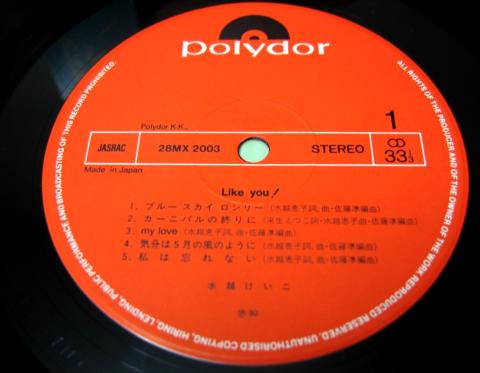 polydor
Polydor K.K.,
1
JASRAC
28MX 2003
STEREO
33 1/3
Made in Japan
Like you!
1. ブルー スカイ ロンリー (水越恵子詞,曲・佐藤準編曲)
2. カーニバルの終りに (来生えつこ詞・水越恵子曲・佐藤準編曲)
3. my love (水越恵子詞,曲・佐藤準編曲)
4. 気分は5月の風のように (水越恵子詞,曲・佐藤準編曲)
5. 私は忘れない (水越恵子詞,曲・佐藤準編曲)
水越けいこ
ALL RIGHTS OF THE PRODUCER AND OF THE OWNER OF THE WORK REPRODUCED RESERVED. UNAUTHORISED COPYING, HIRING, LENDING, PUBLIC PERFORMANCE AND BROADCASTING OF THIS RECORD PROHIBITED.